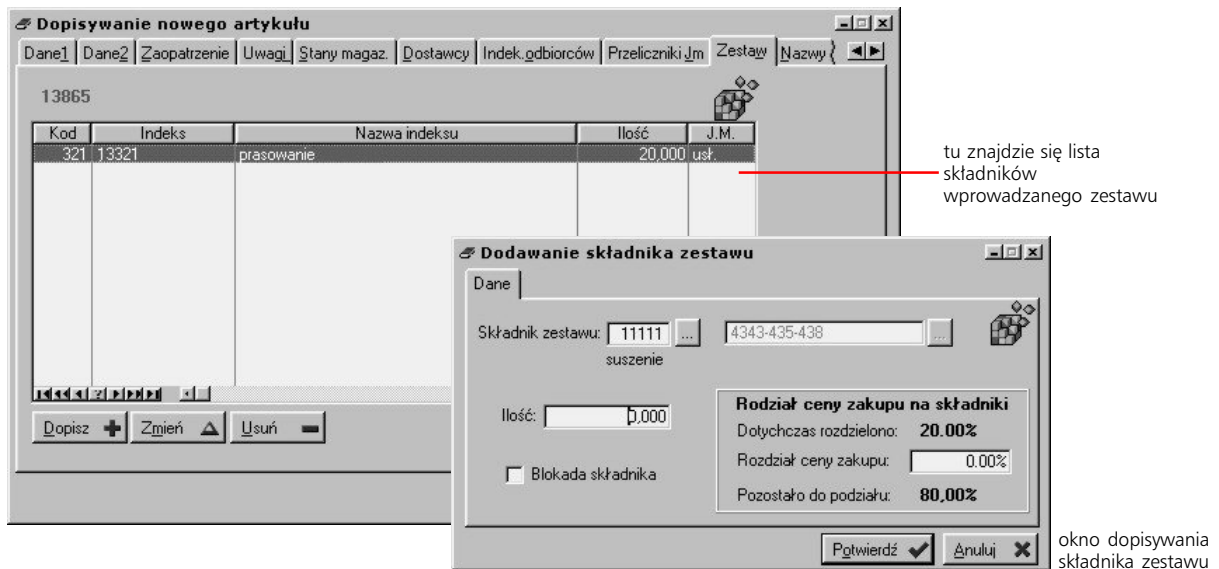 Dopisywanie nowego artykułu
Dane1 Dane2 Zaopatrzenie Uwagi Stany magaz. Dostawcy Indek.odbiorców Przeliczniki Jm Zestaw Nazwy
13865
Kod Indeks Nazwa indeksu Ilość J.M.
321 13321 prasowanie 20,000 usł.
tu znajdzie się lista
składników
wprowadzanego zestawu
Dopisz Zmień Usuń
Dodawanie składnika zestawu
Dane
Składnik zestawu: 11111 ... 4343-435-438 ...
suszenie
Ilość: 0,000
Blokada składnika
Rodział ceny zakupu na składniki
Dotychczas rozdzielono: 20.00%
Rozdział ceny zakupu: 0.00%
Pozostało do podziału: 80,00%
Potwierdź Anuluj
okno dopisywania
składnika zestawu